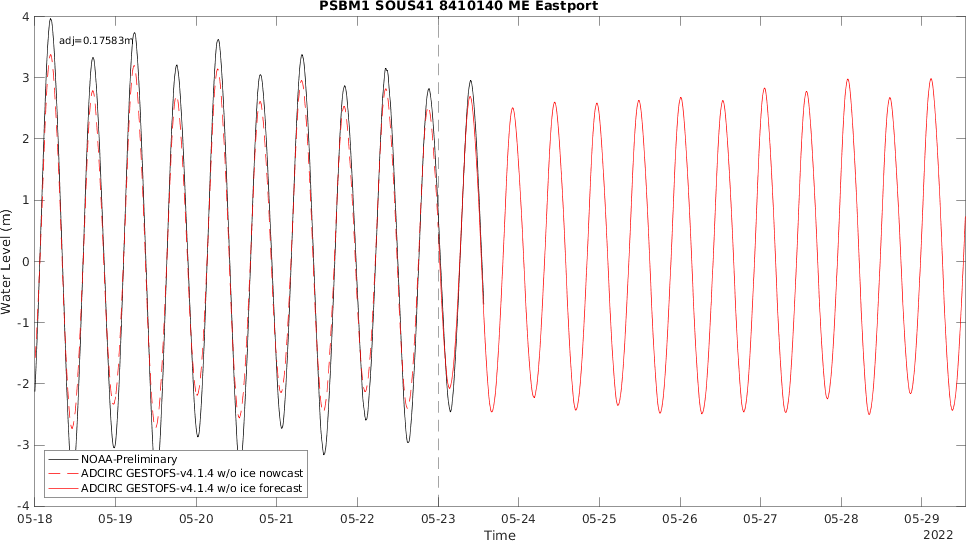 PSBM1 SOUS41 8410140 ME Eastport
adj=0.17583m
Water Level (m)
4
3
2
1
0
-1
-2
-3
-4
NOAA-Preliminary
ADCIRC GESTOFS-v4.1.4 w/o ice nowcast
ADCIRC GESTOFS-v4.1.4 w/o ice forecast
05-18 05-19 05-20 05-21 05-22 05-23 05-24 05-25 05-26 05-27 05-28 05-29
Time
2022